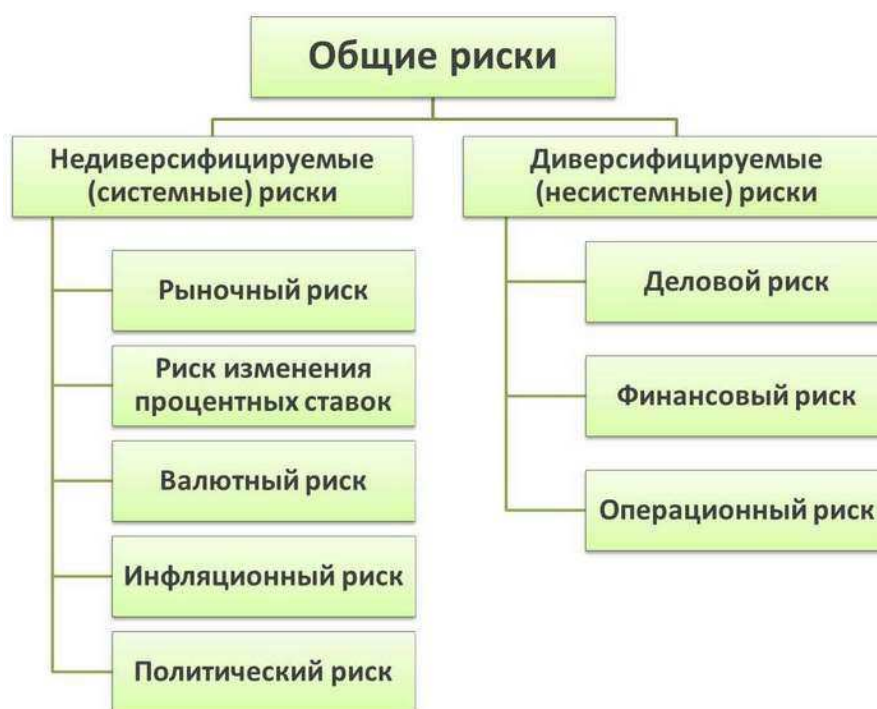 Общие риски
Недиверсифицируемые
(системные) риски
Рыночный риск
Риск изменения
процентных ставок
Валютный риск
Инфляционный риск
Политический риск
Диверсифицируемые
(несистемные) риски
Деловой риск
Финансовый риск
Операционный риск